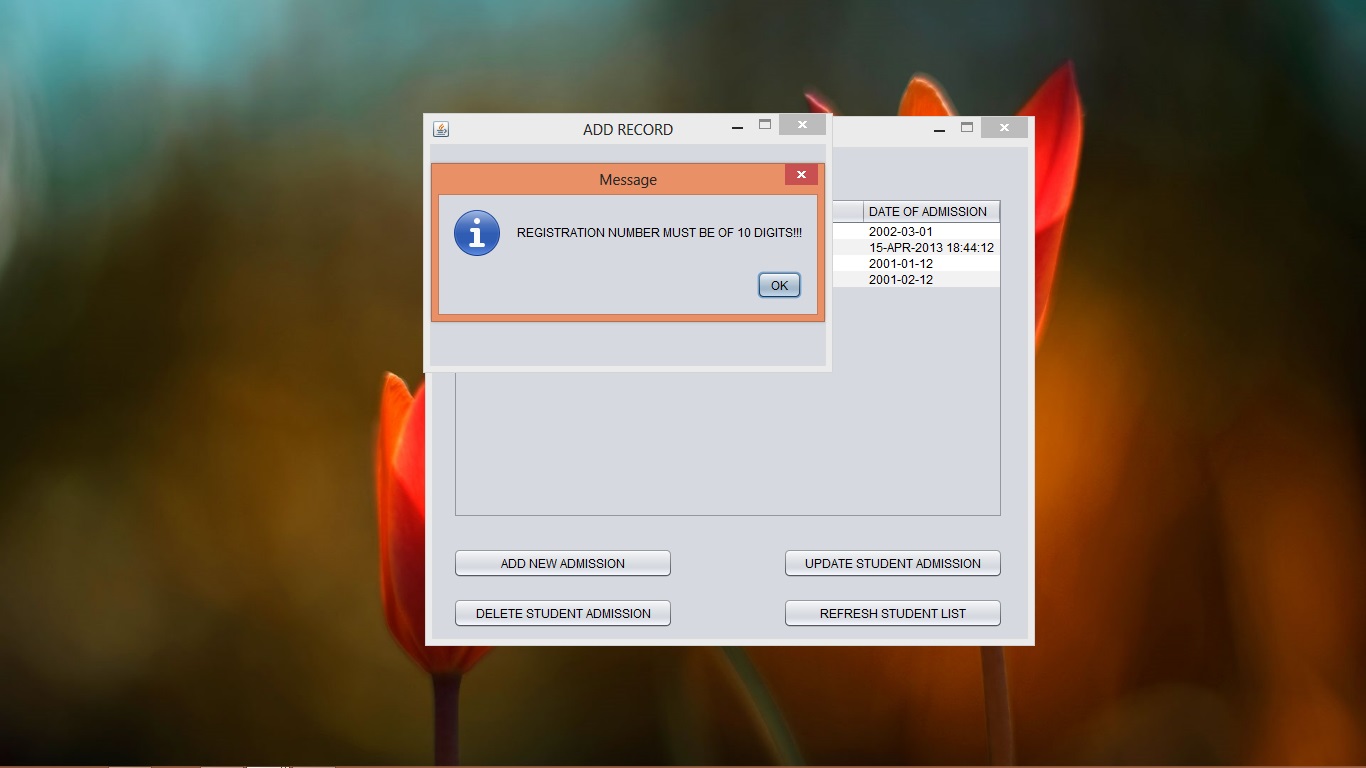 ADD RECORD
Message
REGISTRATION NUMBER MUST BE OF 10 DIGITS!!!
OK
DATE OF ADMISSION
2002-03-01
15-APR-2013 18:44:12
2001-01-12
2001-02-12
ADD NEW ADMISSION
UPDATE STUDENT ADMISSION
DELETE STUDENT ADMISSION
REFRESH STUDENT LIST